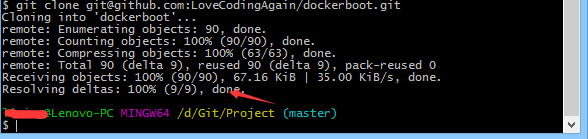 $ git clone git@github.com:LoveCodingAgain/dockerboot.git
Cloning into 'dockerboot'...
remote: Enumerating objects: 90, done.
remote: Counting objects: 100% (90/90), done.
remote: Compressing objects: 100% (63/63), done.
remote: Total 90 (delta 9), reused 90 (delta 9), pack-reused 0
Receiving objects: 100% (90/90), 67.16 KiB | 35.00 KiB/s, done.
Resolving deltas: 100% (9/9), done.
@Lenovo-PC MINGW64 /d/Git/Project (master)
$